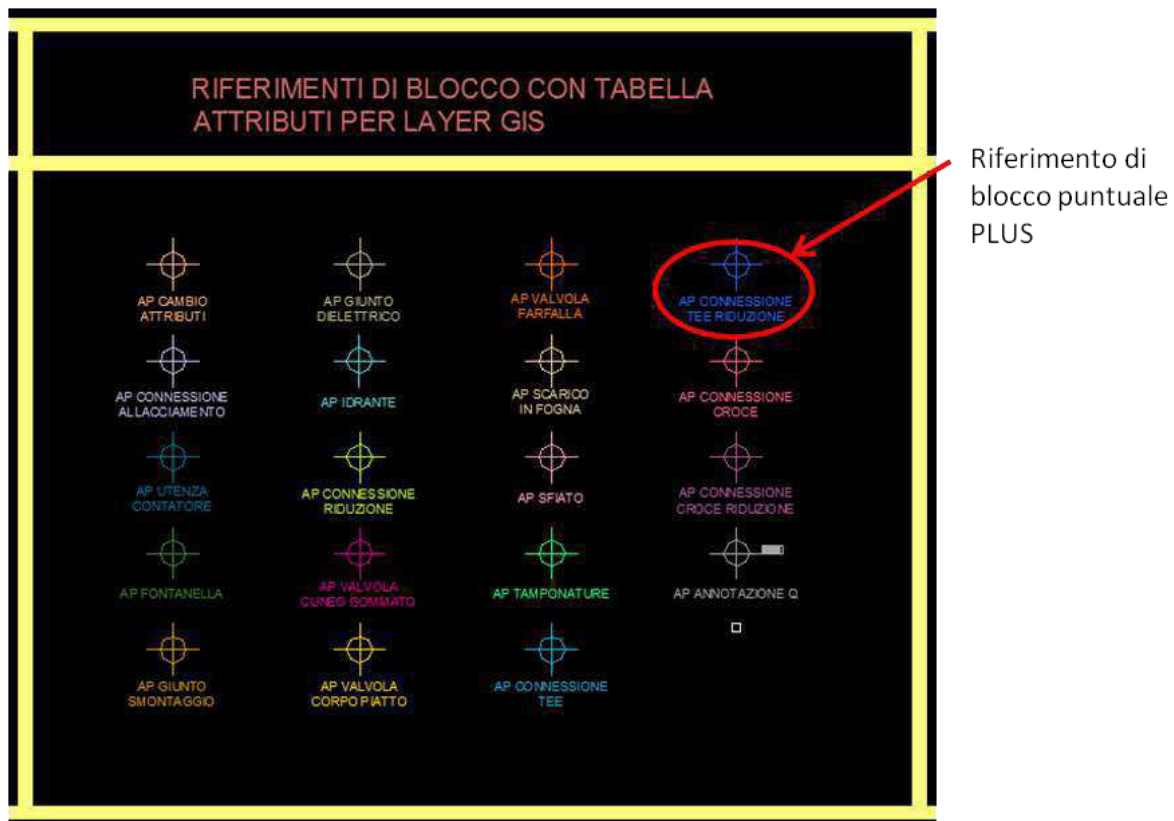 RIFERIMENTI DI BLOCCO CON TABELLA
ATTRIBUTI PER LAYER GIS
Riferimento di
blocco puntuale
PLUS
AP CAMBIO
ATTRIBUTI
AP GIUNTO
DIELETTRICO
AP VALVOLA
FARFALLA
AP CONNESSIONE
TEE RIDUZIONE
AP CONNESSIONE
ALLACCIAMENTO
AP IDRANTE
AP SCARICO
IN FOGNA
AP CONNESSIONE
CROCE
AP UTENZA
CONTATORE
AP CONNESSIONE
RIDUZIONE
AP SFIATO
AP CONNESSIONE
CROCE RIDUZIONE
AP FONTANELLA
AP VALVOLA
CUNEO GOMMATO
AP TAMPONATURE
AP ANNOTAZIONE Q
AP GIUNTO
SMONTAGGIO
AP VALVOLA
CORPO PIATTO
AP CONNESSIONE
TEE